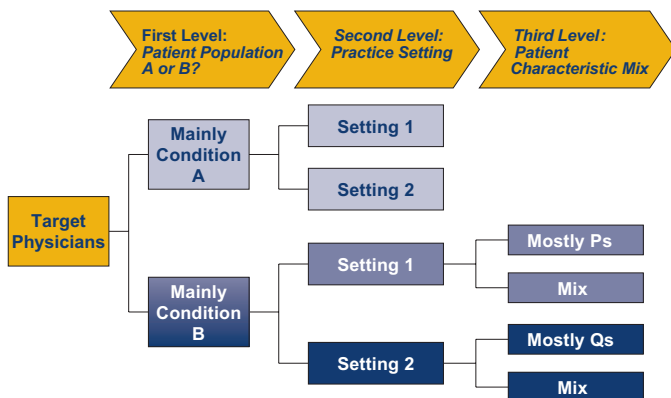 First Level:
Patient Population
A or B?
Second Level:
Practice Setting
Third Level:
Patient
Characteristic Mix
Target
Physicians
Mainly
Condition
A
Setting 1
Setting 2
Mainly
Condition
B
Setting 1
Mostly Ps
Mix
Setting 2
Mostly Qs
Mix